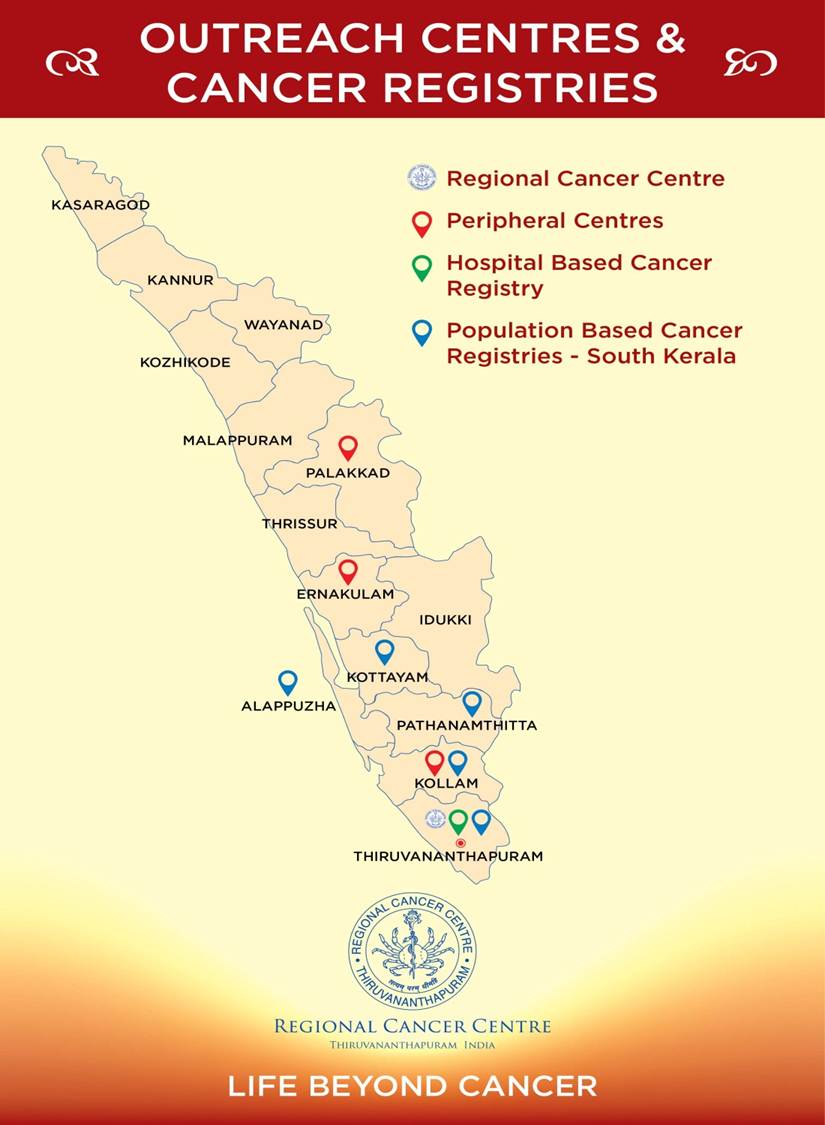 OUTREACH CENTRES &
CANCER REGISTRIES
Regional Cancer Centre
Peripheral Centres
Hospital Based Cancer
Registry
Population Based Cancer
Registries - South Kerala
KASARAGOD
KANNUR
WAYANAD
KOZHIKODE
MALAPPURAM
PALAKKAD
THRISSUR
ERNAKULAM
IDUKKI
KOTTAYAM
ALAPPUZHA
PATHANAMTHITTA
KOLLAM
THIRUVANANTHAPURAM
REGIONAL CANCER CENTRE
THIRUVANANTHAPURAM
REGIONAL CANCER CENTRE
THIRUVANANTHAPURAM INDIA
LIFE BEYOND CANCER